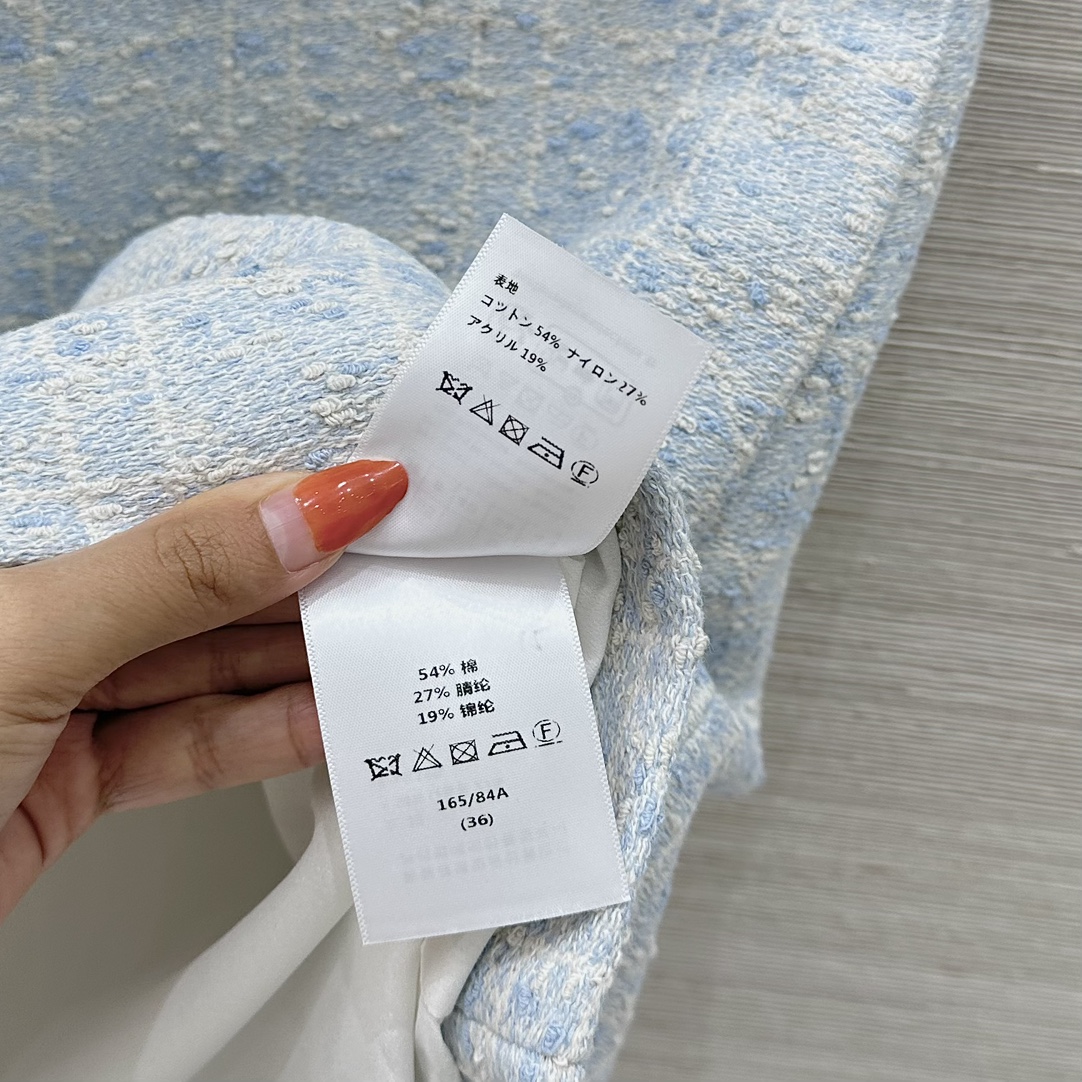 表地
コットン 54% ナイロン 27%
アクリル 19%
F
54% 棉
27% 腈纶
19% 锦纶
F
165/84A
(36)